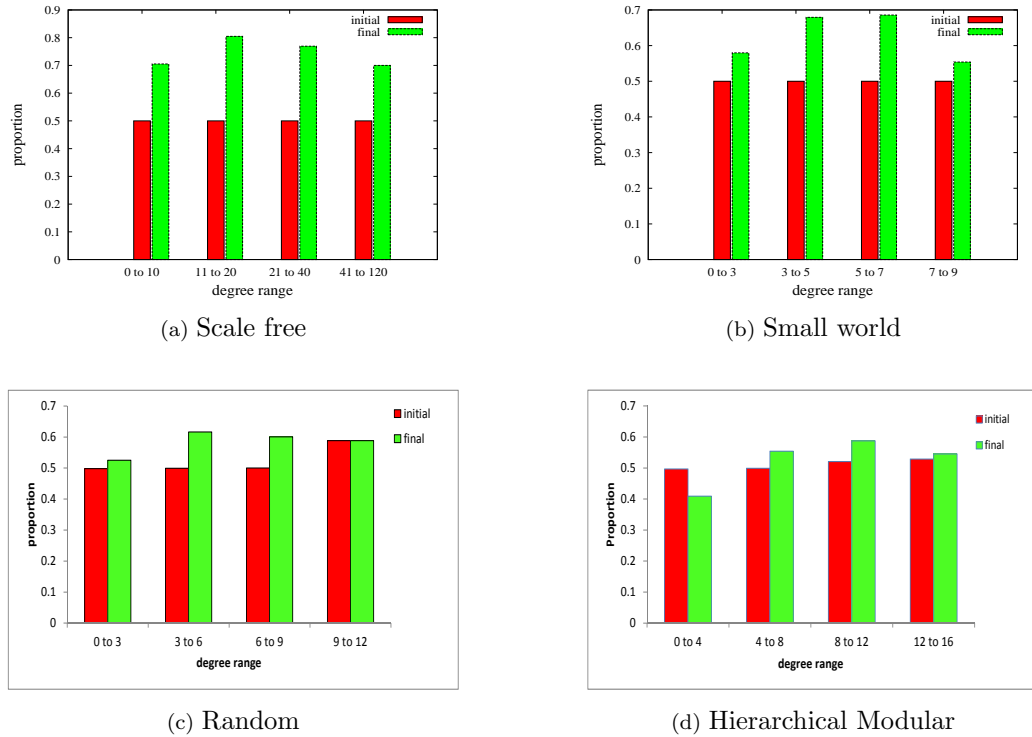 0.9
0.8
0.7
0.6
0.5
0.4
0.3
0.2
0.1
0
proportion
initial
final
0 to 10 11 to 20 21 to 40 41 to 120
degree range
(a) Scale free
0.7
0.6
0.5
0.4
0.3
0.2
0.1
0
proportion
initial
final
0 to 3 3 to 5 5 to 7 7 to 9
degree range
(b) Small world
0.7
0.6
0.5
0.4
0.3
0.2
0.1
0
proportion
initial
final
0 to 3 3 to 6 6 to 9 9 to 12
degree range
(c) Random
0.7
0.6
0.5
0.4
0.3
0.2
0.1
0
Proportion
initial
final
0 to 4 4 to 8 8 to 12 12 to 16
degree range
(d) Hierarchical Modular